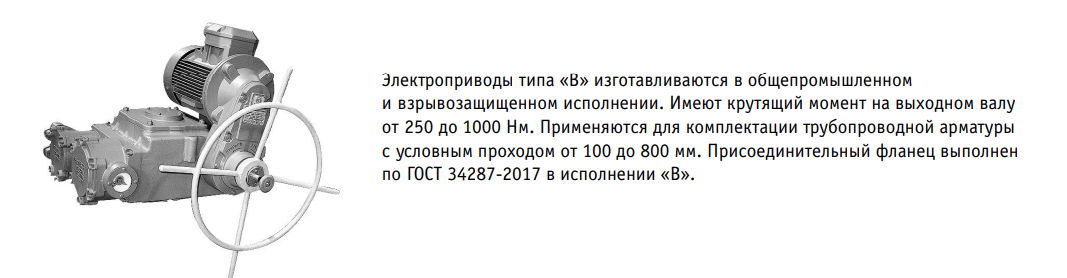 Электроприводы типа «В» изготавливаются в общепромышленном
и взрывозащищенном исполнении. Имеют крутящий момент на выходном валу
от 250 до 1000 Нм. Применяются для комплектации трубопроводной арматуры
с условным проходом от 100 до 800 мм. Присоединительный фланец выполнен
по ГОСТ 34287-2017 в исполнении «В».